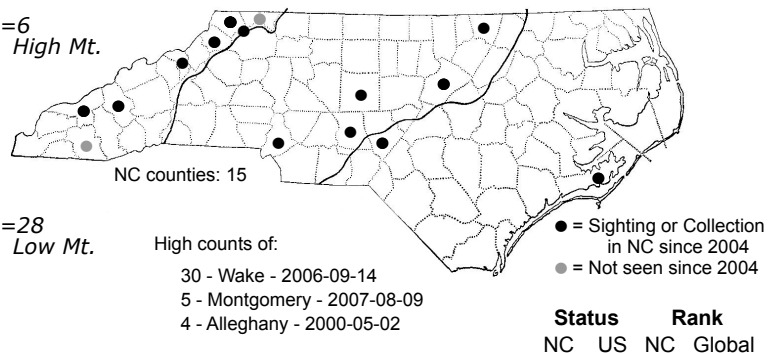 =6
High Mt.
NC counties: 15
=28
Low Mt.
High counts of:
30 - Wake - 2006-09-14
5 - Montgomery - 2007-08-09
4 - Alleghany - 2000-05-02
● = Sighting or Collection
in NC since 2004
● = Not seen since 2004
Status Rank
NC US NC Global